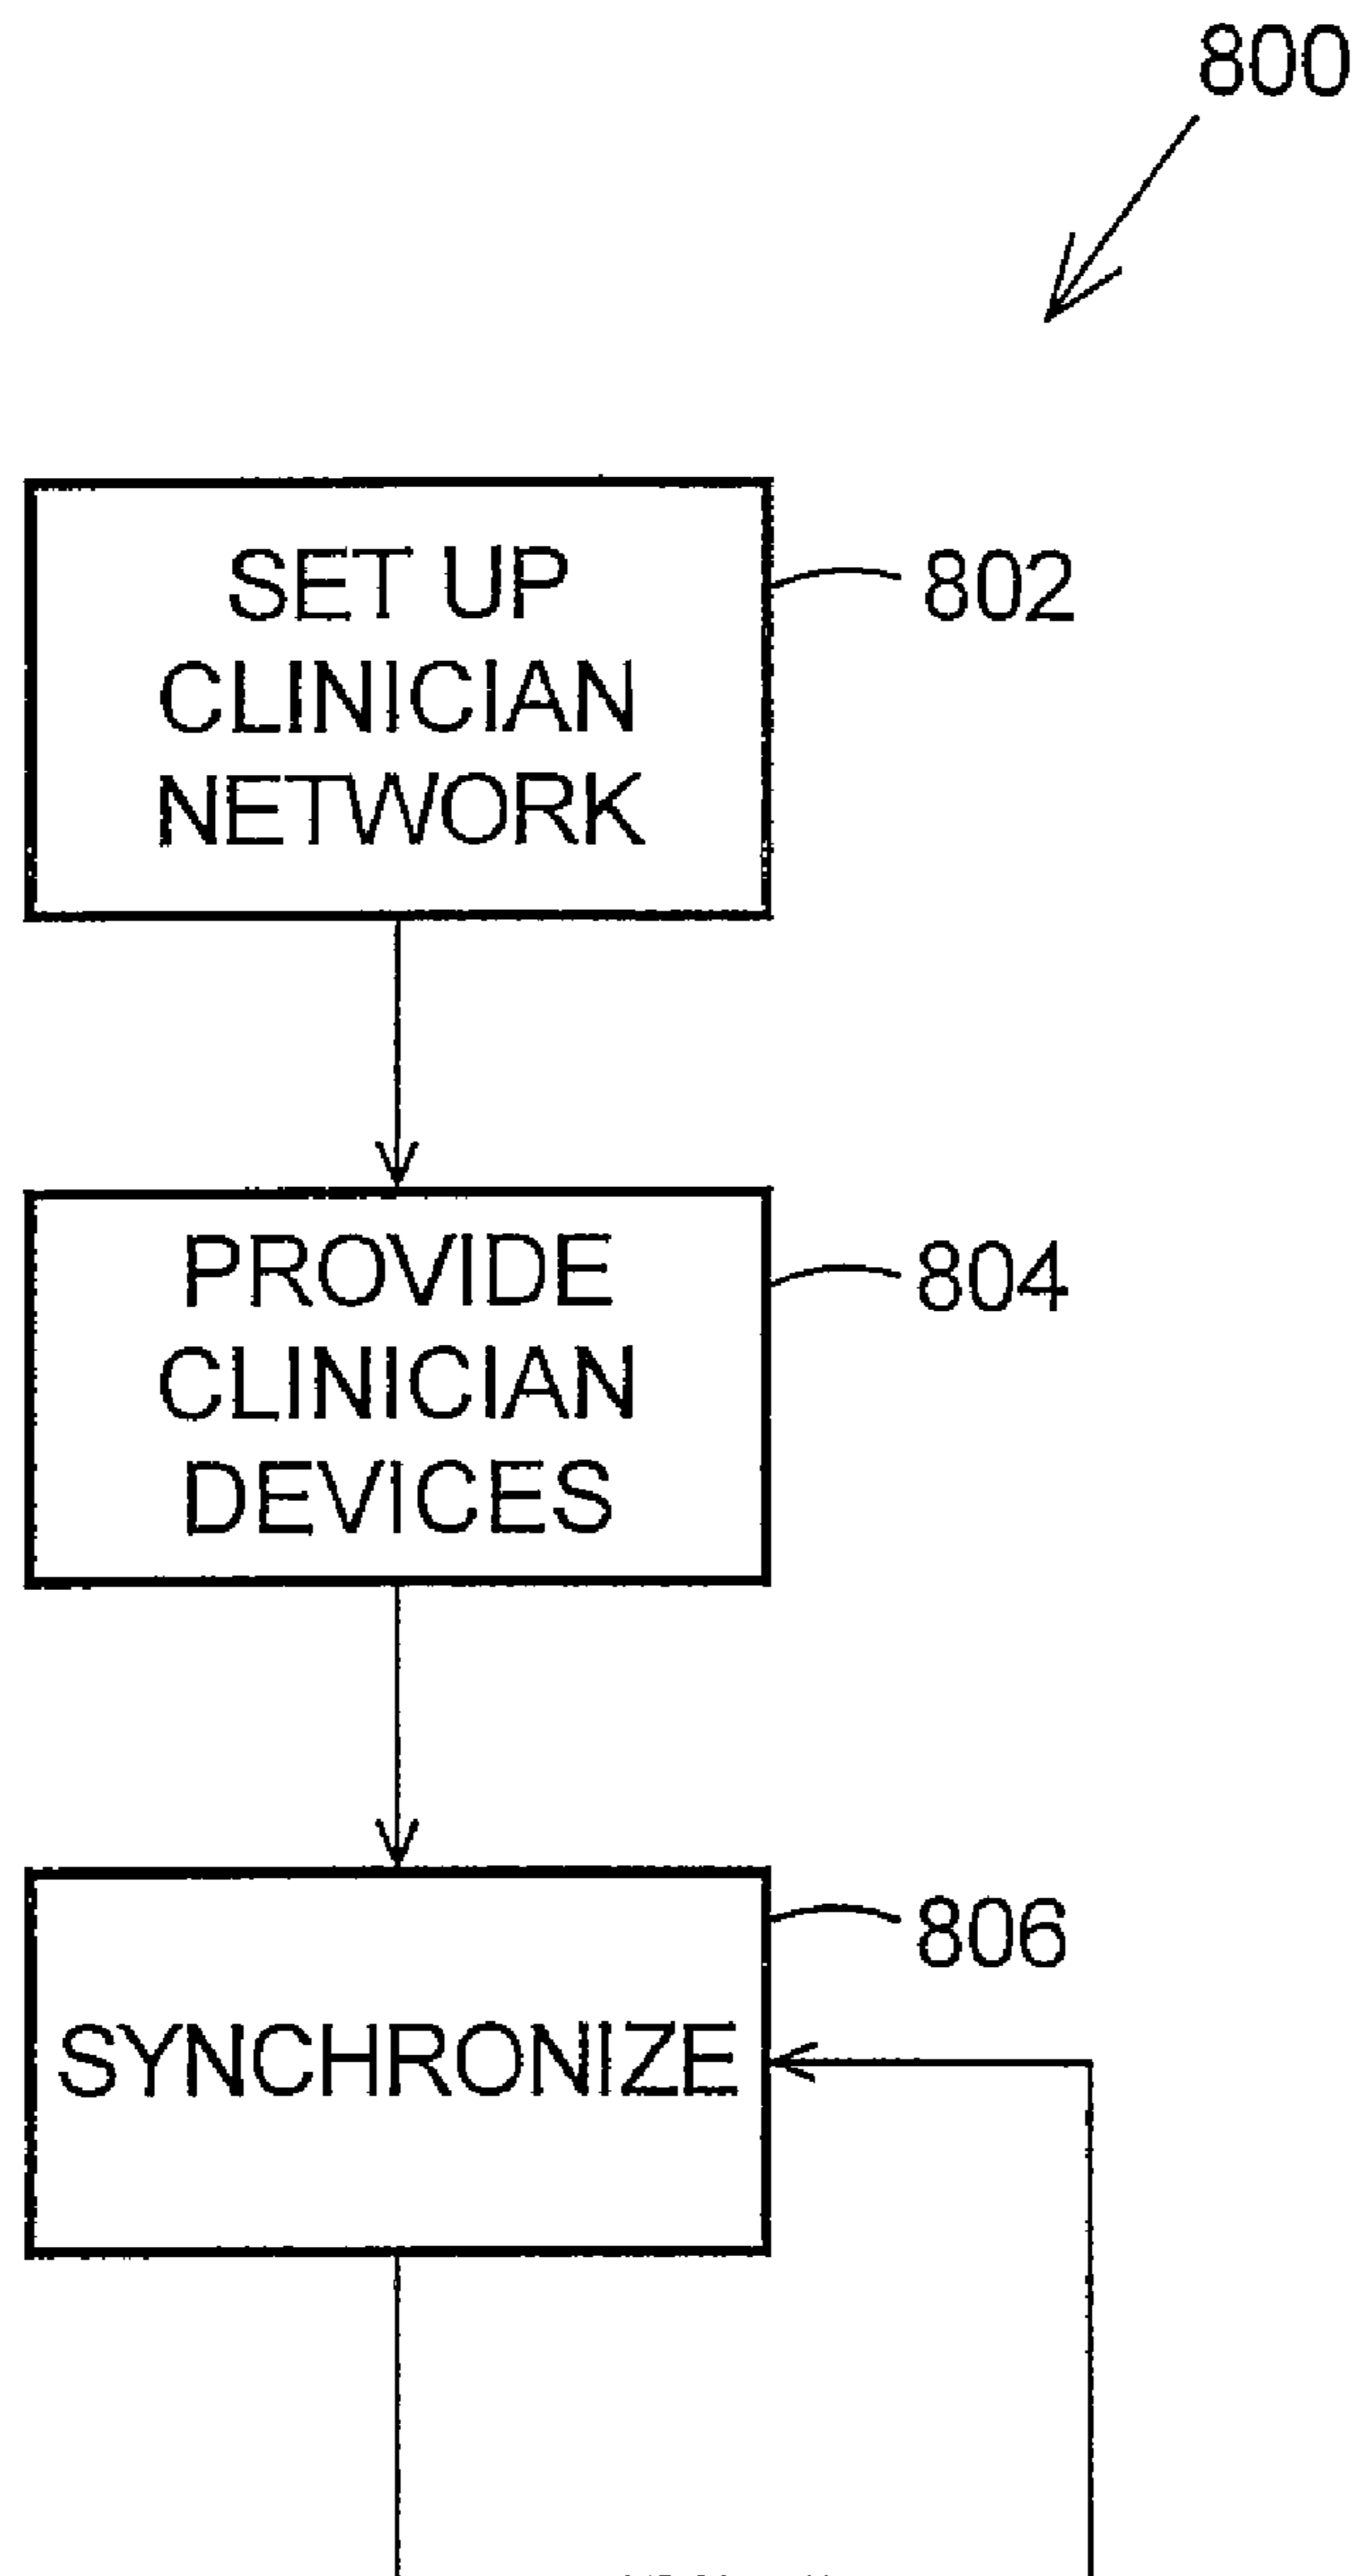 800
SET UP
CLINICIAN
NETWORK
802
PROVIDE
CLINICIAN
DEVICES
804
806
SYNCHRONIZE